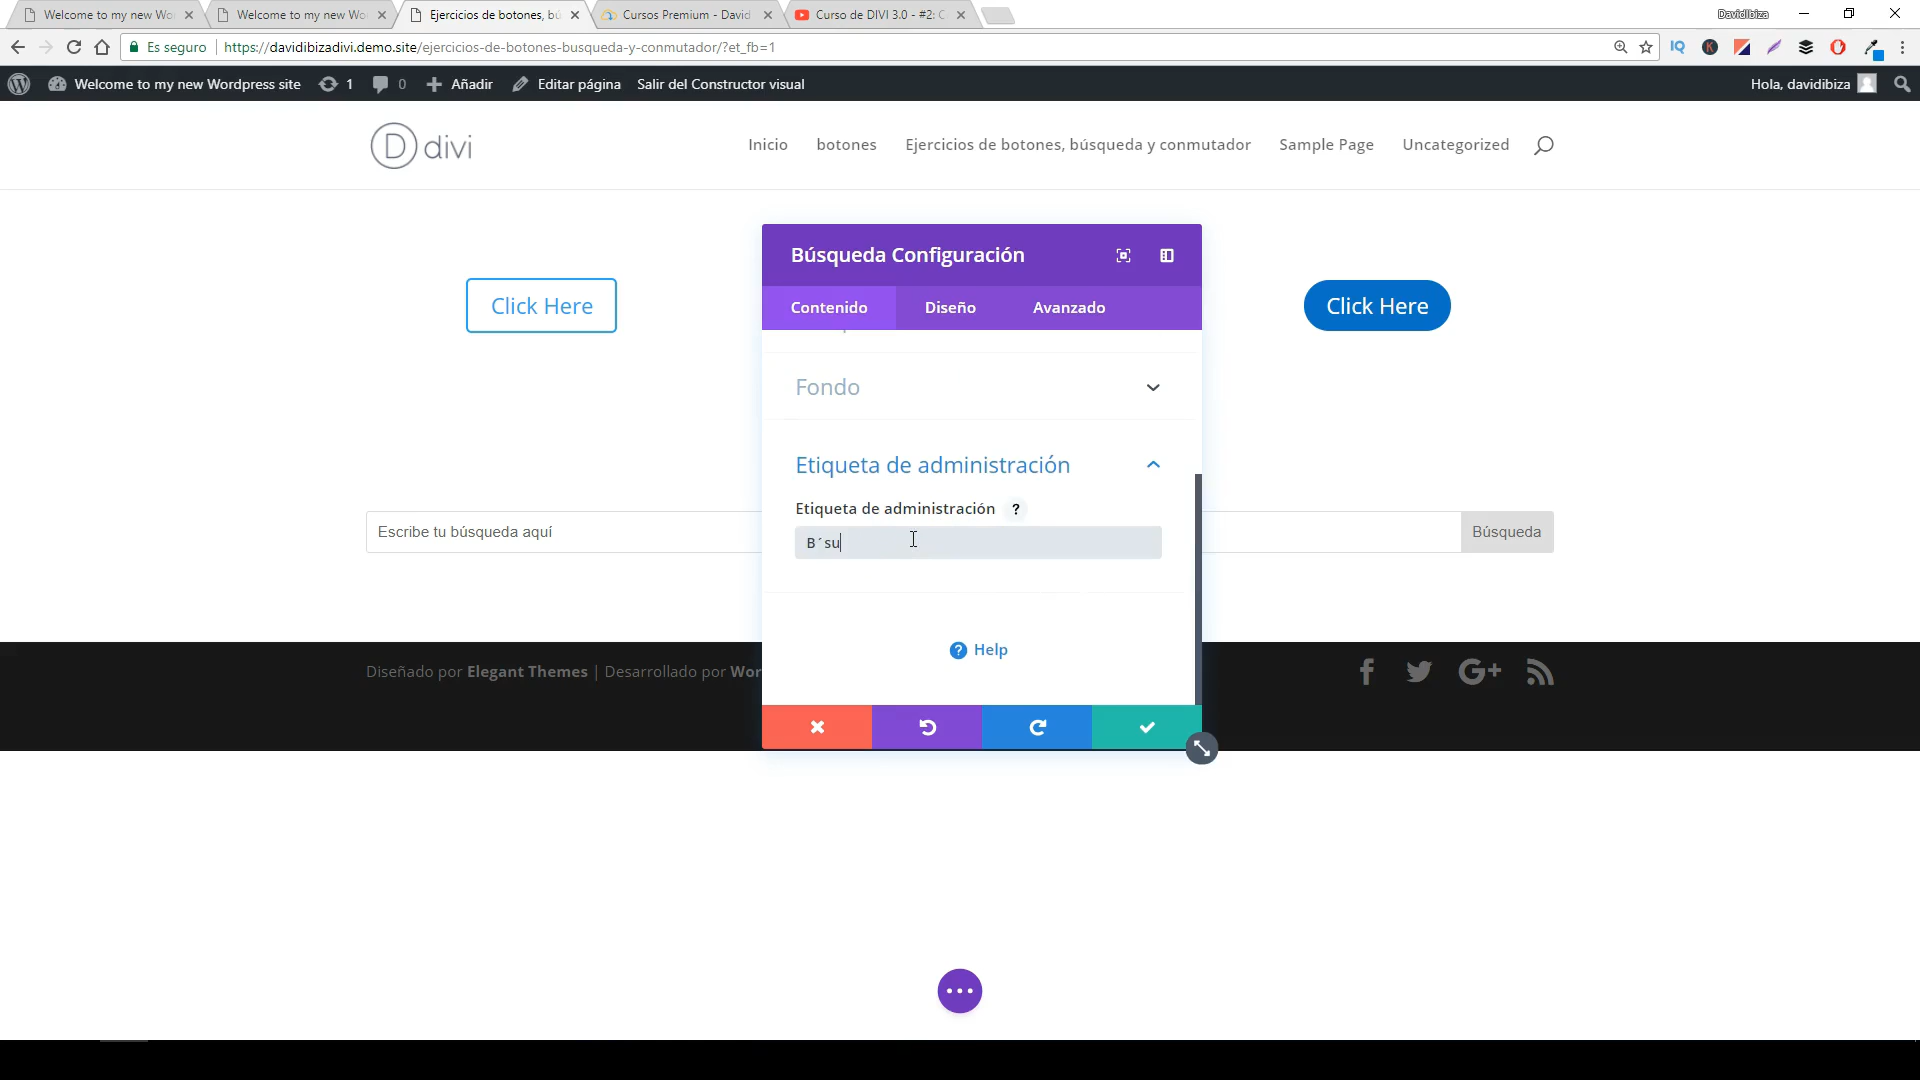 Welcome to my new Wo
Welcome to my new Wo
Ejercicios de botones, bú
Cursos Premium - David
Curso de DIVI 3.0 - #2: C
Davidibiza
Es seguro
https://davidibizadivi.demo.site/ejercicios-de-botones-busqueda-y-conmutador/?et_fb=1
Welcome to my new Wordpress site
1
0
Añadir
Editar página
Salir del Constructor visual
Hola, davidibiza
D divi
Inicio
botones
Ejercicios de botones, búsqueda y conmutador
Sample Page
Uncategorized
Búsqueda Configuración
Contenido
Diseño
Avanzado
Click Here
Click Here
Fondo
Etiqueta de administración
Etiqueta de administración ?
B´su
Escribe tu búsqueda aquí
Búsqueda
? Help
Diseñado por Elegant Themes | Desarrollado por Wor